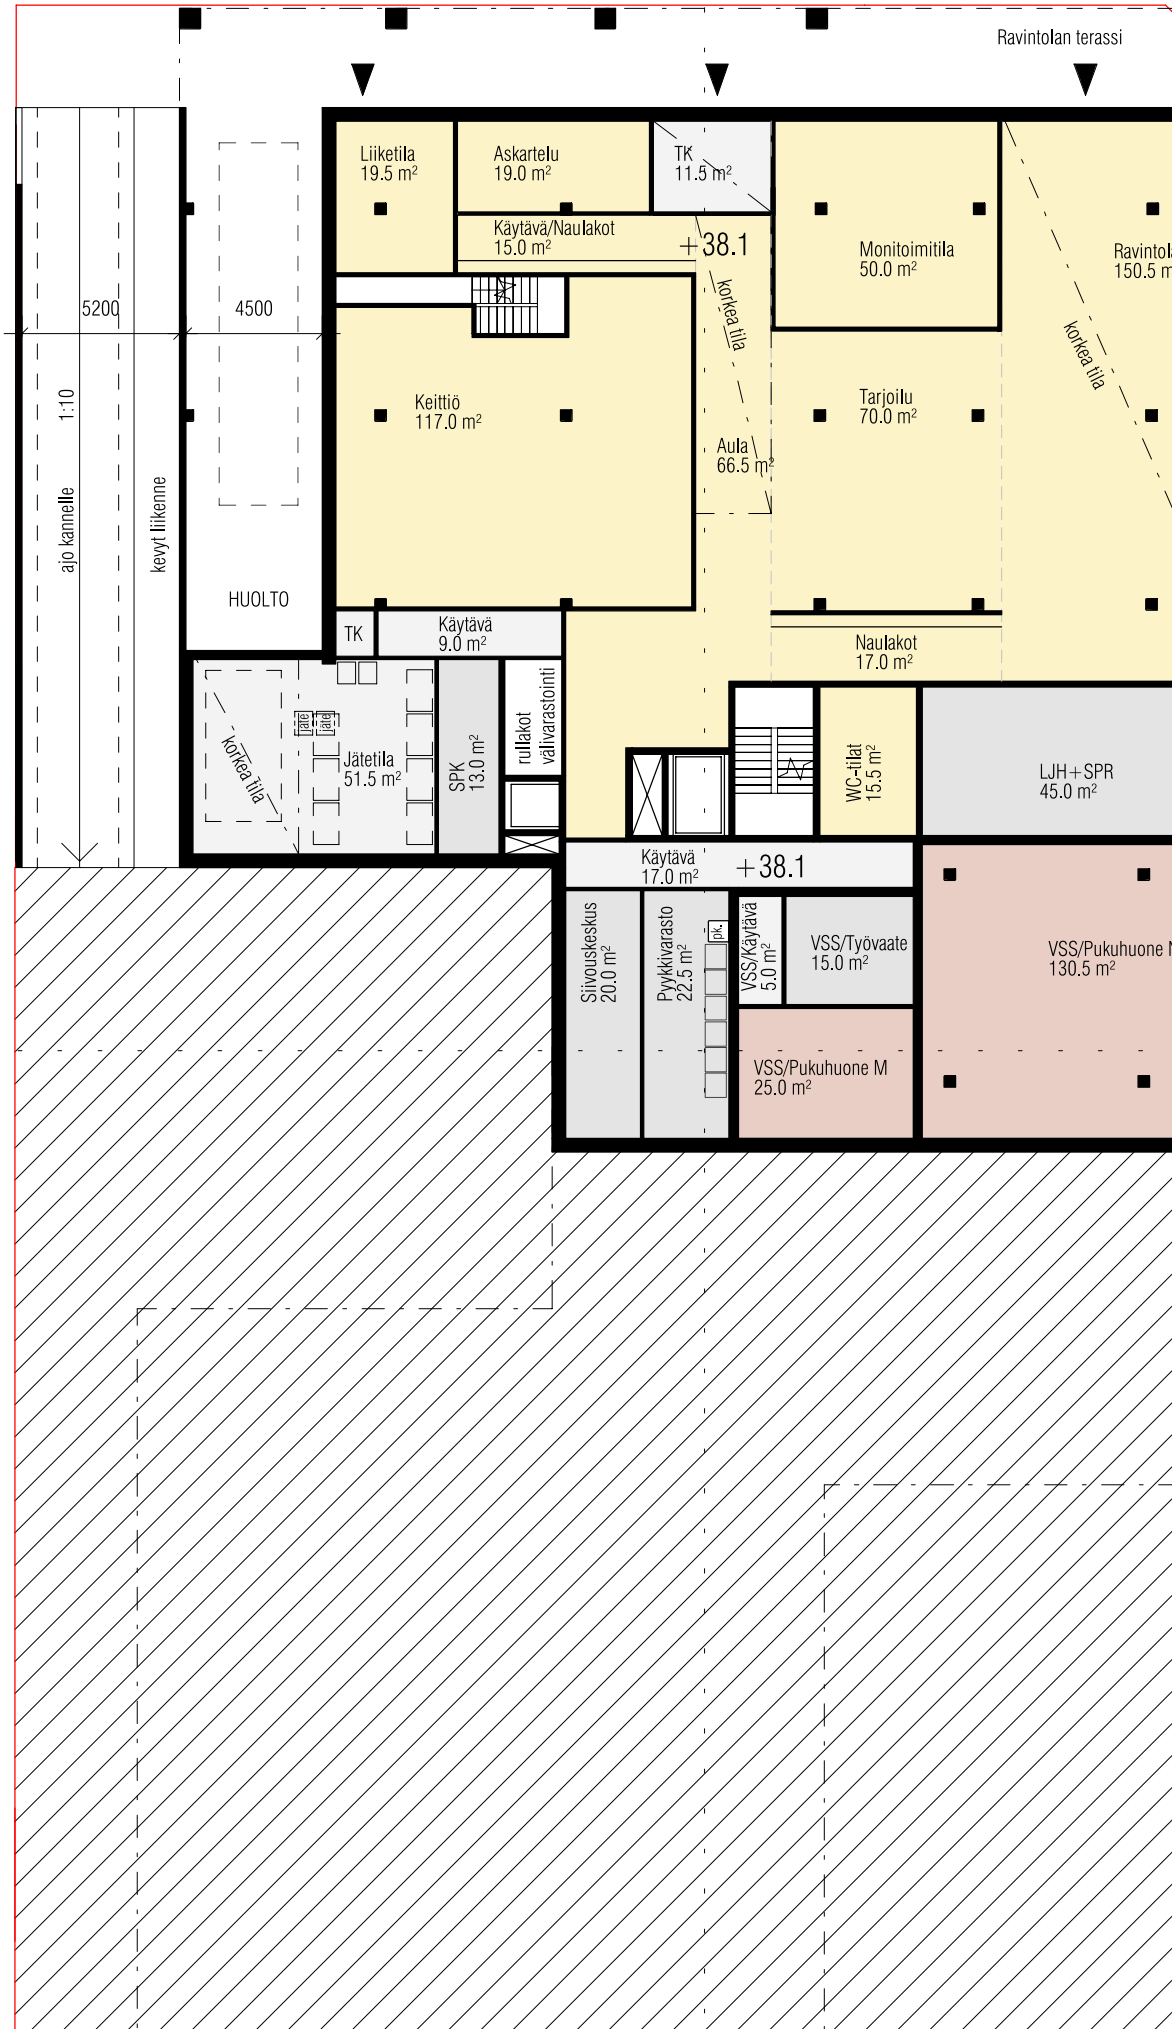 Ravintolan terassi
Liiketila
19.5 m²
Askartelu
19.0 m²
TK
11.5 m²
Käytävä/Naulakot
15.0 m²
+38.1
Monitoimitila
50.0 m²
Ravintol
150.5 m
5200
4500
korkea tila
korkea tila
1:10
ajo kannelle
kevyt liikenne
Keittiö
117.0 m²
Tarjoilu
70.0 m²
Aula
66.5 m²
HUOLTO
TK
Käytävä
9.0 m²
Naulakot
17.0 m²
korkea tila
jäte
jäte
Jätetila
51.5 m²
SPK
13.0 m²
rullakot
välivarastointi
WC-tilat
15.5 m²
LJH+SPR
45.0 m²
Käytävä
17.0 m²
+38.1
Siivouskeskus
20.0 m²
Pyykkivarasto
22.5 m²
pk.
VSS/Käytävä
5.0 m²
VSS/Työvaate
15.0 m²
VSS/Pukuhuone
130.5 m²
VSS/Pukuhuone M
25.0 m²